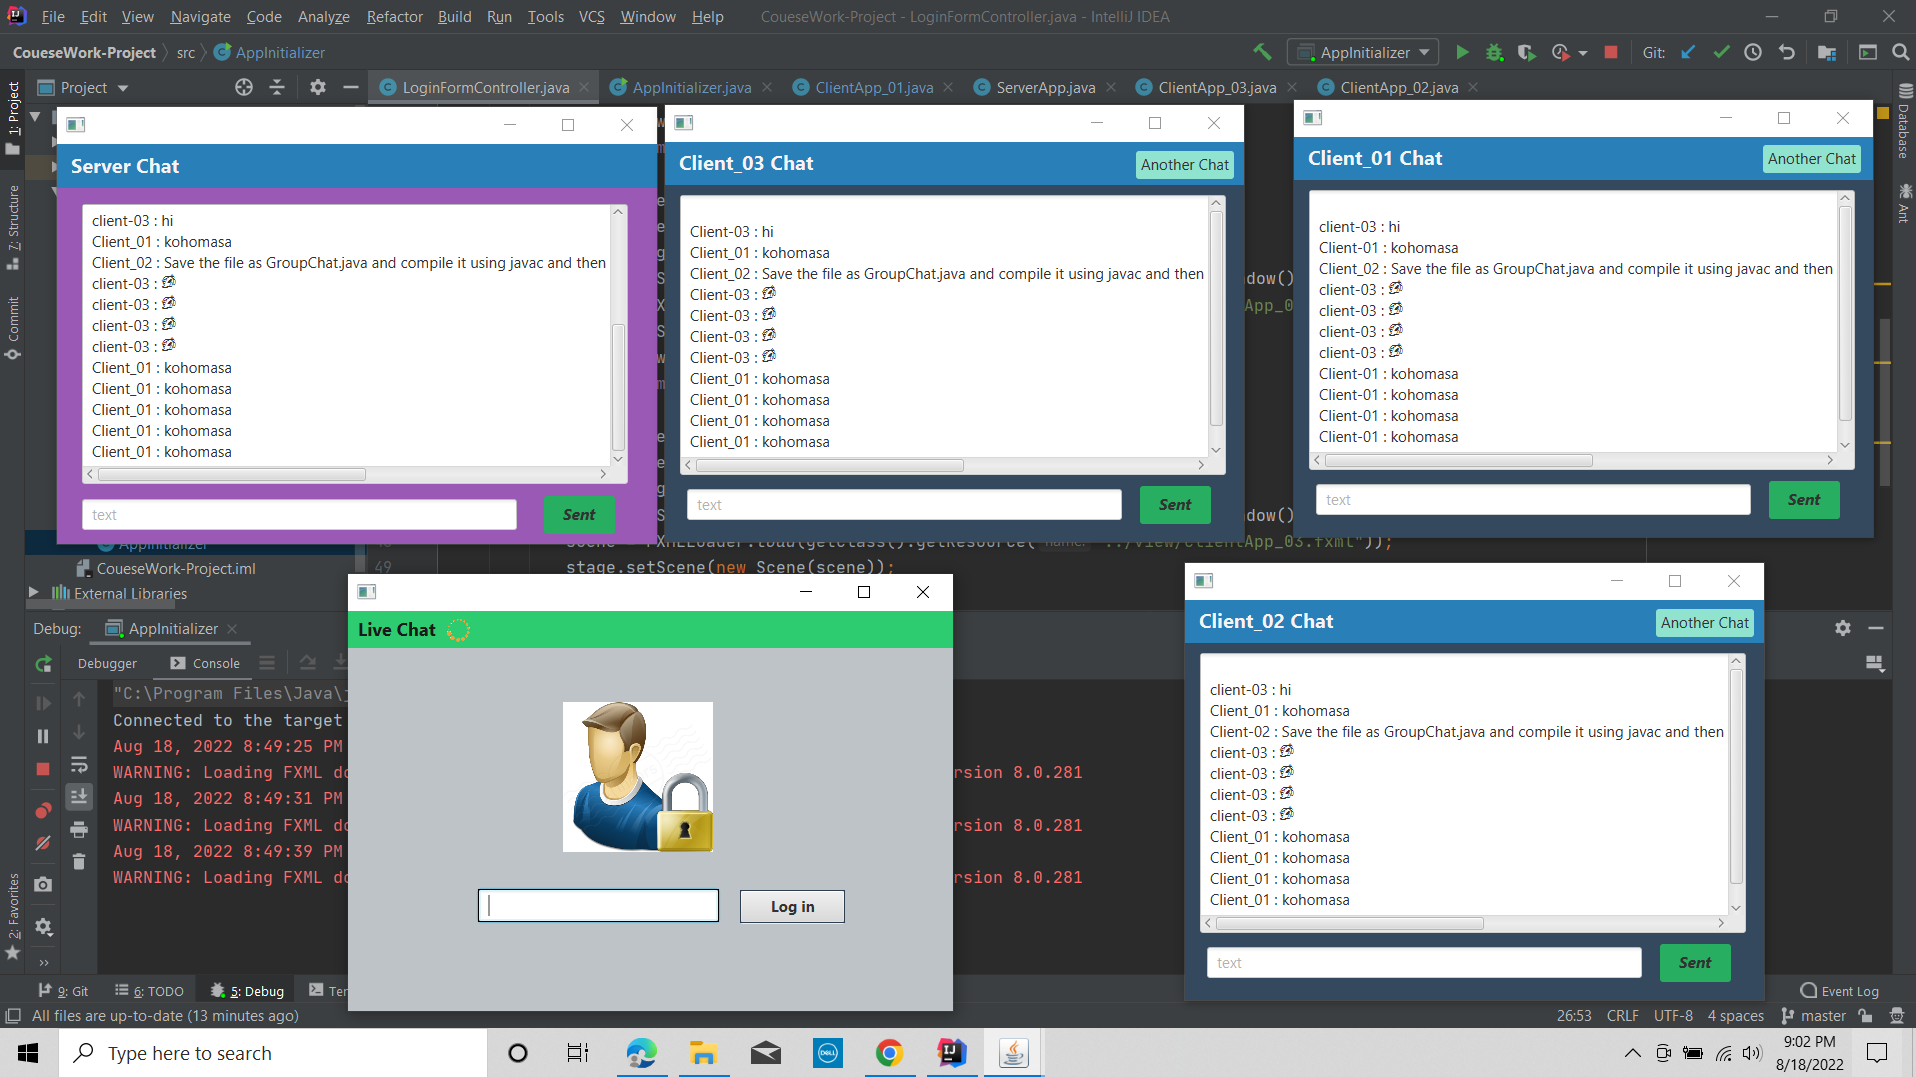 File Edit View Navigate Code Analyze Refactor Build Run Tools VCS Window Help CoueseWork-Project - LoginFormController.java - IntelliJ IDEA
CoueseWork-Project src AppInitializer AppInitializer Git:
Project LoginFormController.java AppInitializer.java ClientApp_01.java ServerApp.java ClientApp_03.java ClientApp_02.java
1: Project
7: Structure
Commit
2: Favorites
Database
Ant
Server Chat
client-03 : hi
Client_01 : kohomasa
Client_02 : Save the file as GroupChat.java and compile it using javac and then
client-03 :
client-03 :
client-03 :
client-03 :
Client_01 : kohomasa
Client_01 : kohomasa
Client_01 : kohomasa
Client_01 : kohomasa
Client_01 : kohomasa
text Sent
Client_03 Chat Another Chat
Client-03 : hi
Client_01 : kohomasa
Client_02 : Save the file as GroupChat.java and compile it using javac and then
Client-03 :
Client-03 :
Client-03 :
Client-03 :
Client_01 : kohomasa
Client_01 : kohomasa
Client_01 : kohomasa
Client_01 : kohomasa
text Sent
Client_01 Chat Another Chat
client-03 : hi
Client-01 : kohomasa
Client_02 : Save the file as GroupChat.java and compile it using javac and then
client-03 :
client-03 :
client-03 :
client-03 :
Client-01 : kohomasa
Client-01 : kohomasa
Client-01 : kohomasa
Client-01 : kohomasa
text Sent
AppInitializer
CoueseWork-Project.iml
External Libraries
49 stage.setScene(new Scene(scene));
Debug: AppInitializer
Debugger Console
"C:\Program Files\Java\
Connected to the target
Aug 18, 2022 8:49:25 PM
WARNING: Loading FXML do rsion 8.0.281
Aug 18, 2022 8:49:31 PM
WARNING: Loading FXML do rsion 8.0.281
Aug 18, 2022 8:49:39 PM
WARNING: Loading FXML do rsion 8.0.281
Live Chat
Log in
Client_02 Chat Another Chat
client-03 : hi
Client_01 : kohomasa
Client-02 : Save the file as GroupChat.java and compile it using javac and then
client-03 :
client-03 :
client-03 :
client-03 :
Client_01 : kohomasa
Client_01 : kohomasa
Client_01 : kohomasa
Client_01 : kohomasa
text Sent
9: Git 6: TODO 5: Debug Ter Event Log
All files are up-to-date (13 minutes ago) 26:53 CRLF UTF-8 4 spaces master
Type here to search DELL 9:02 PM
8/18/2022